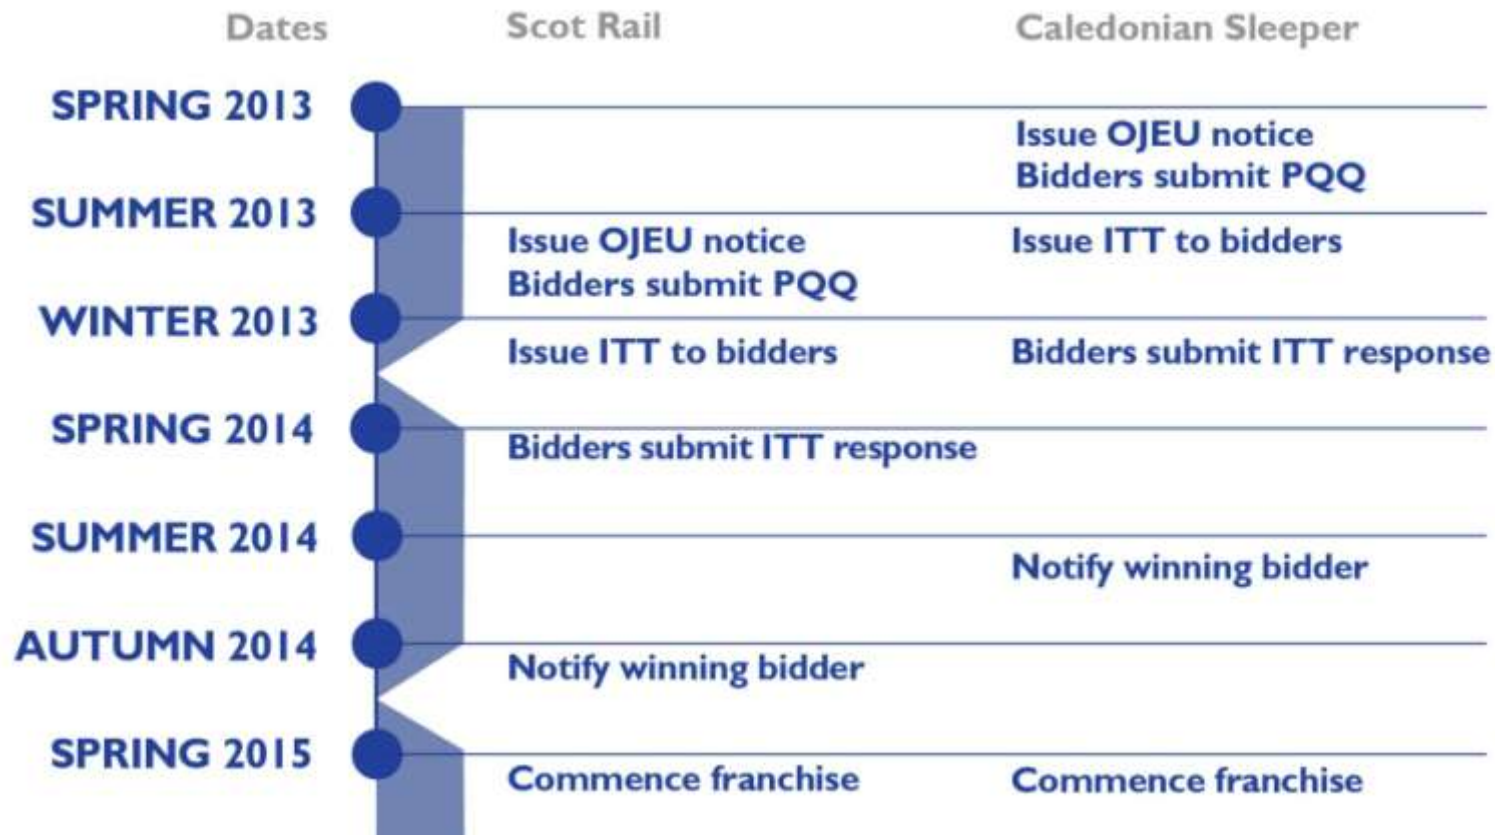 Dates Scot Rail Caledonian Sleeper
SPRING 2013
Issue OJEU notice
Bidders submit PQQ
SUMMER 2013
Issue OJEU notice Issue ITT to bidders
Bidders submit PQQ
WINTER 2013
Issue ITT to bidders Bidders submit ITT response
SPRING 2014
Bidders submit ITT response
SUMMER 2014
Notify winning bidder
AUTUMN 2014
Notify winning bidder
SPRING 2015
Commence franchise Commence franchise